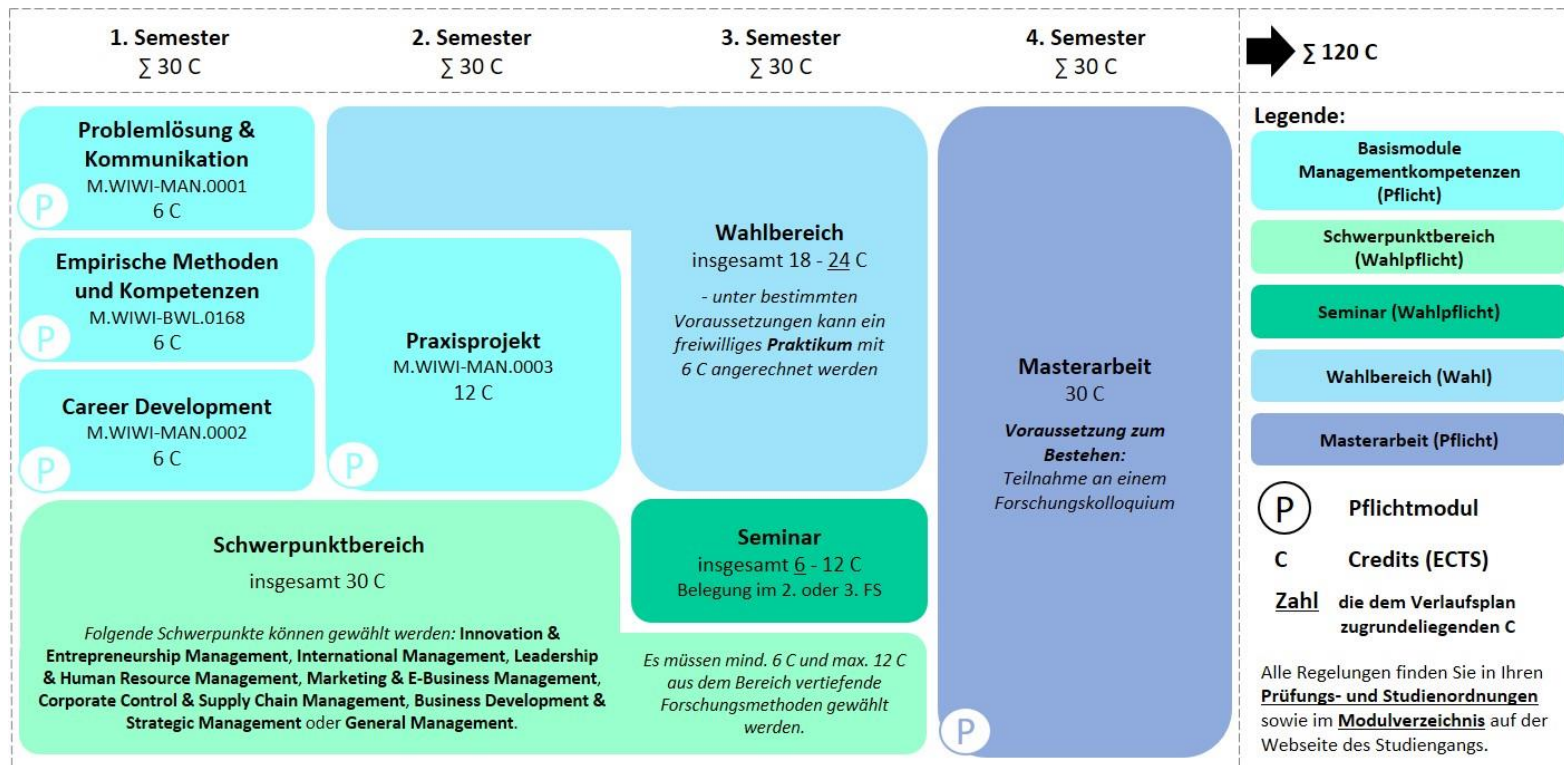 1. Semester
∑ 30 C
2. Semester
∑ 30 C
3. Semester
∑ 30 C
4. Semester
∑ 30 C
∑ 120 C
Problemlösung &
Kommunikation
M.WIWI-MAN.0001
6 C
P
Empirische Methoden
und Kompetenzen
M.WIWI-BWL.0168
6 C
P
Career Development
M.WIWI-MAN.0002
6 C
P
Praxisprojekt
M.WIWI-MAN.0003
12 C
P
Wahlbereich
insgesamt 18 - 24 C
- unter bestimmten
Voraussetzungen kann ein
freiwilliges Praktikum mit
6 C angerechnet werden
Masterarbeit
30 C
Voraussetzung zum
Bestehen:
Teilnahme an einem
Forschungskolloquium
P
Schwerpunktbereich
insgesamt 30 C
Folgende Schwerpunkte können gewählt werden: Innovation &
Entrepreneurship Management, International Management, Leadership
& Human Resource Management, Marketing & E-Business Management,
Corporate Control & Supply Chain Management, Business Development &
Strategic Management oder General Management.
Seminar
insgesamt 6 - 12 C
Belegung im 2. oder 3. FS
Es müssen mind. 6 C und max. 12 C
aus dem Bereich vertiefende
Forschungsmethoden gewählt
werden.
Legende:
Basismodule
Managementkompetenzen
(Pflicht)
Schwerpunktbereich
(Wahlpflicht)
Seminar (Wahlpflicht)
Wahlbereich (Wahl)
Masterarbeit (Pflicht)
P Pflichtmodul
C Credits (ECTS)
Zahl die dem Verlaufsplan
zugrundeliegenden C
Alle Regelungen finden Sie in Ihren
Prüfungs- und Studienordnungen
sowie im Modulverzeichnis auf der
Webseite des Studiengangs.